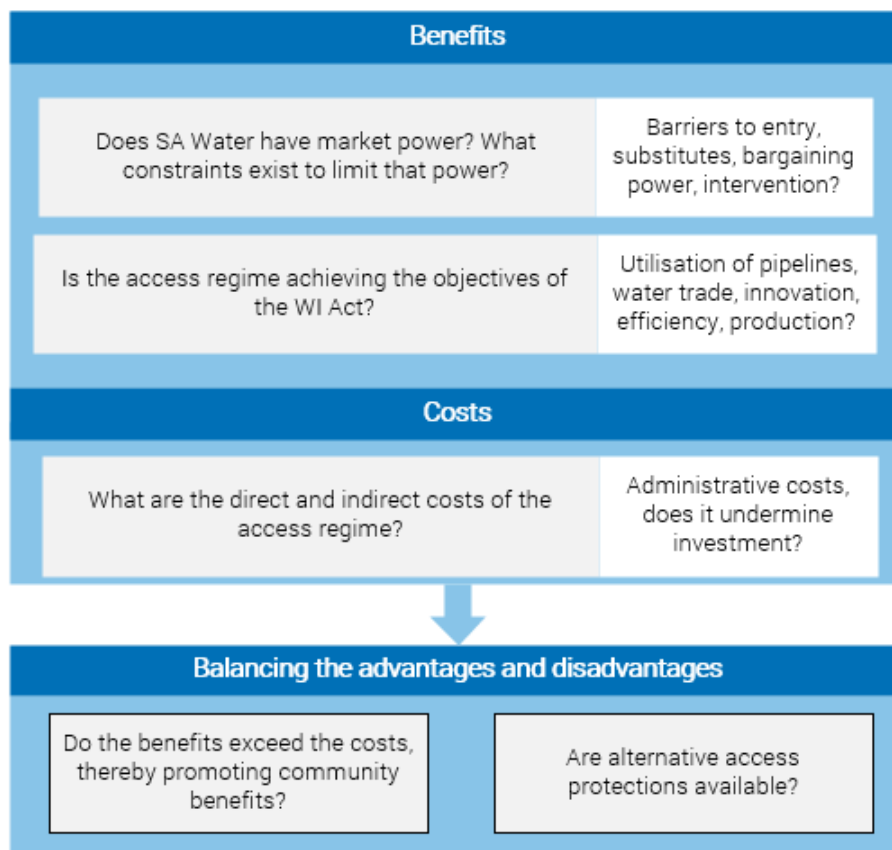 Benefits
Does SA Water have market power? What
constraints exist to limit that power?
Barriers to entry,
substitutes, bargaining
power, intervention?
Is the access regime achieving the objectives of
the WI Act?
Utilisation of pipelines,
water trade, innovation,
efficiency, production?
Costs
What are the direct and indirect costs of the
access regime?
Administrative costs,
does it undermine
investment?
Balancing the advantages and disadvantages
Do the benefits exceed the costs,
thereby promoting community
benefits?
Are alternative access
protections available?